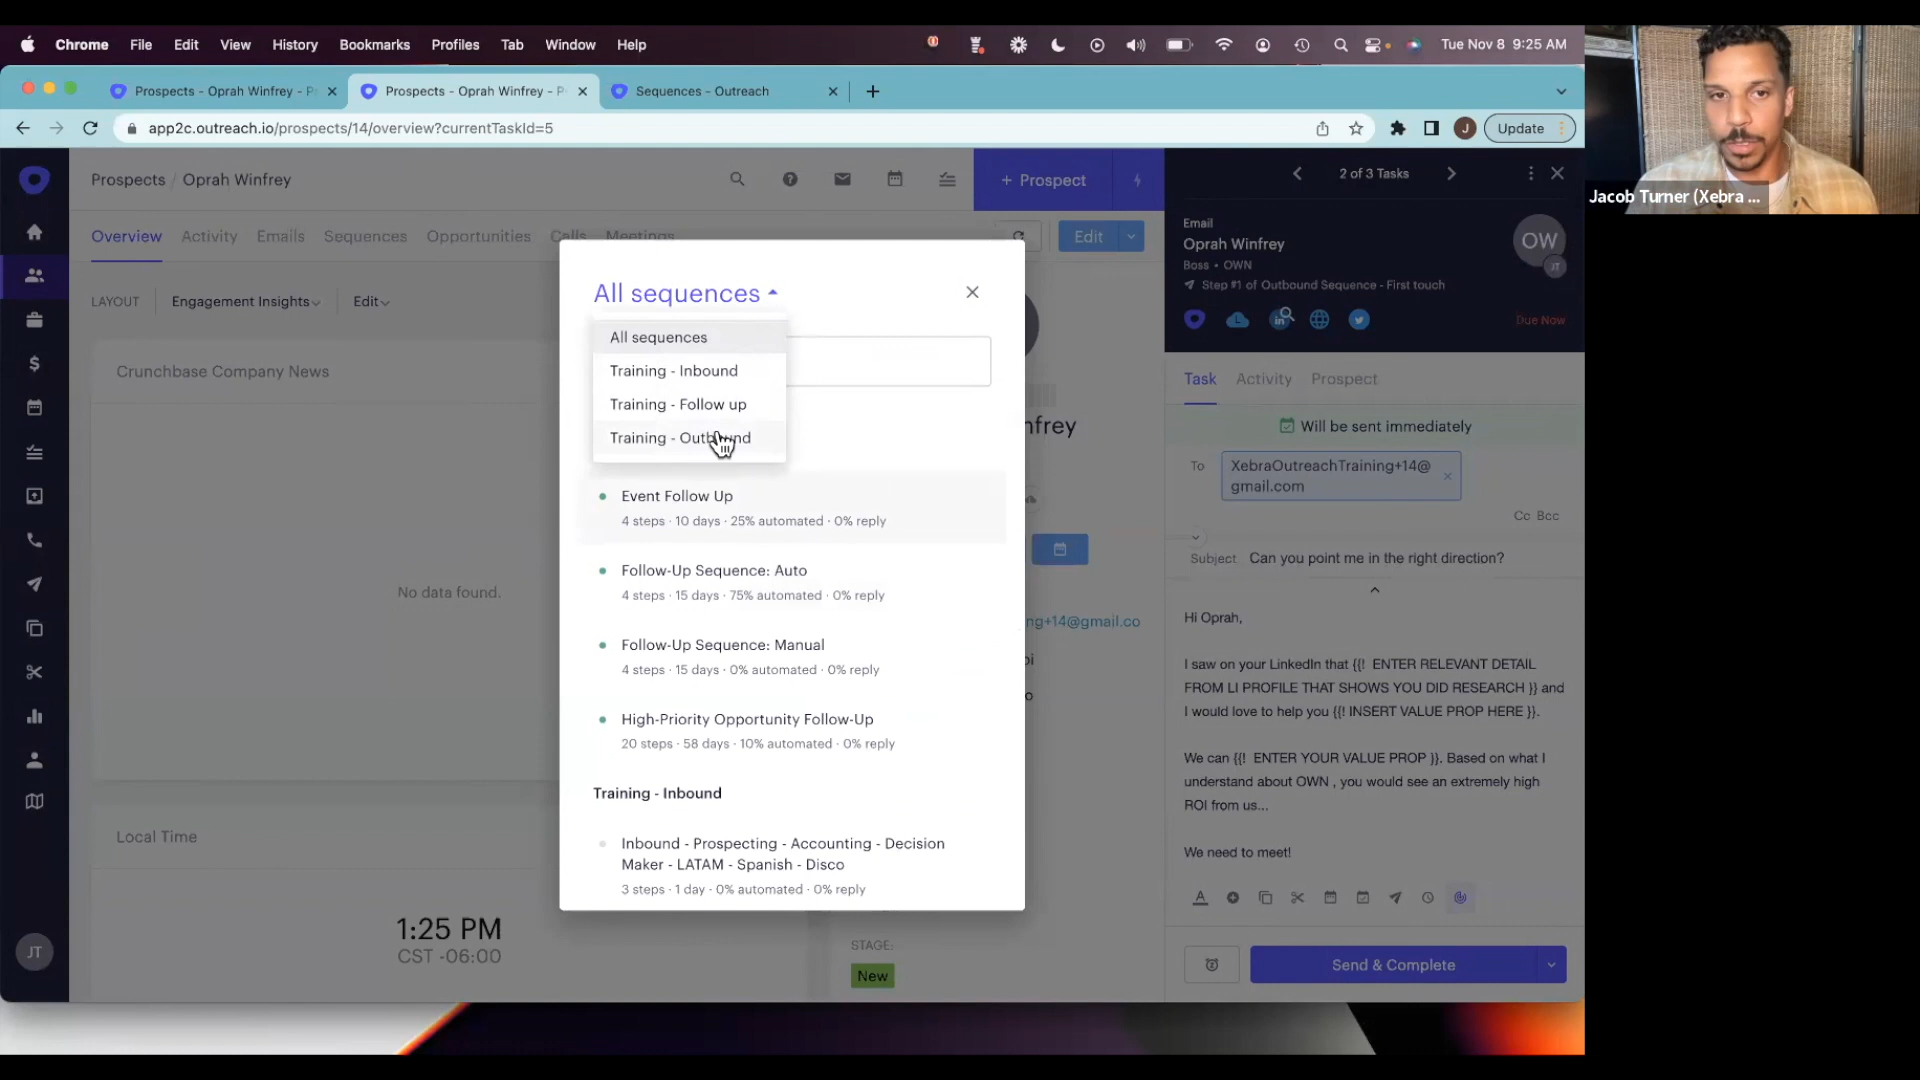 Chrome File Edit View History Bookmarks Profiles Tab Window Help
Tue Nov 8 9:25 AM
Prospects - Oprah Winfrey - P
Prospects - Oprah Winfrey - P
Sequences - Outreach
app2c.outreach.io/prospects/14/overview?currentTaskId=5
J
Update
Jacob Turner (Xebra ...
Prospects / Oprah Winfrey
+ Prospect
2 of 3 Tasks
Overview Activity Emails Sequences Opportunities Calls Meetings
Edit
Email
Oprah Winfrey
Boss • OWN
Step #1 of Outbound Sequence - First touch
OW
JT
Due Now
LAYOUT Engagement Insights Edit
All sequences
All sequences
Training - Inbound
Training - Follow up
Training - Outbound
Event Follow Up
4 steps · 10 days · 25% automated · 0% reply
Follow-Up Sequence: Auto
4 steps · 15 days · 75% automated · 0% reply
Follow-Up Sequence: Manual
4 steps · 15 days · 0% automated · 0% reply
High-Priority Opportunity Follow-Up
20 steps · 58 days · 10% automated · 0% reply
Training - Inbound
Inbound - Prospecting - Accounting - Decision
Maker - LATAM - Spanish - Disco
3 steps · 1 day · 0% automated · 0% reply
Crunchbase Company News
No data found.
Local Time
1:25 PM
CST -06:00
JT
nfrey
ng+14@gmail.co
STAGE:
New
Task Activity Prospect
Will be sent immediately
To XebraOutreachTraining+14@
gmail.com
Cc Bcc
Subject Can you point me in the right direction?
Hi Oprah,
I saw on your LinkedIn that {{! ENTER RELEVANT DETAIL
FROM LI PROFILE THAT SHOWS YOU DID RESEARCH }} and
I would love to help you {{! INSERT VALUE PROP HERE }}.
We can {{! ENTER YOUR VALUE PROP }}. Based on what I
understand about OWN , you would see an extremely high
ROI from us...
We need to meet!
Send & Complete